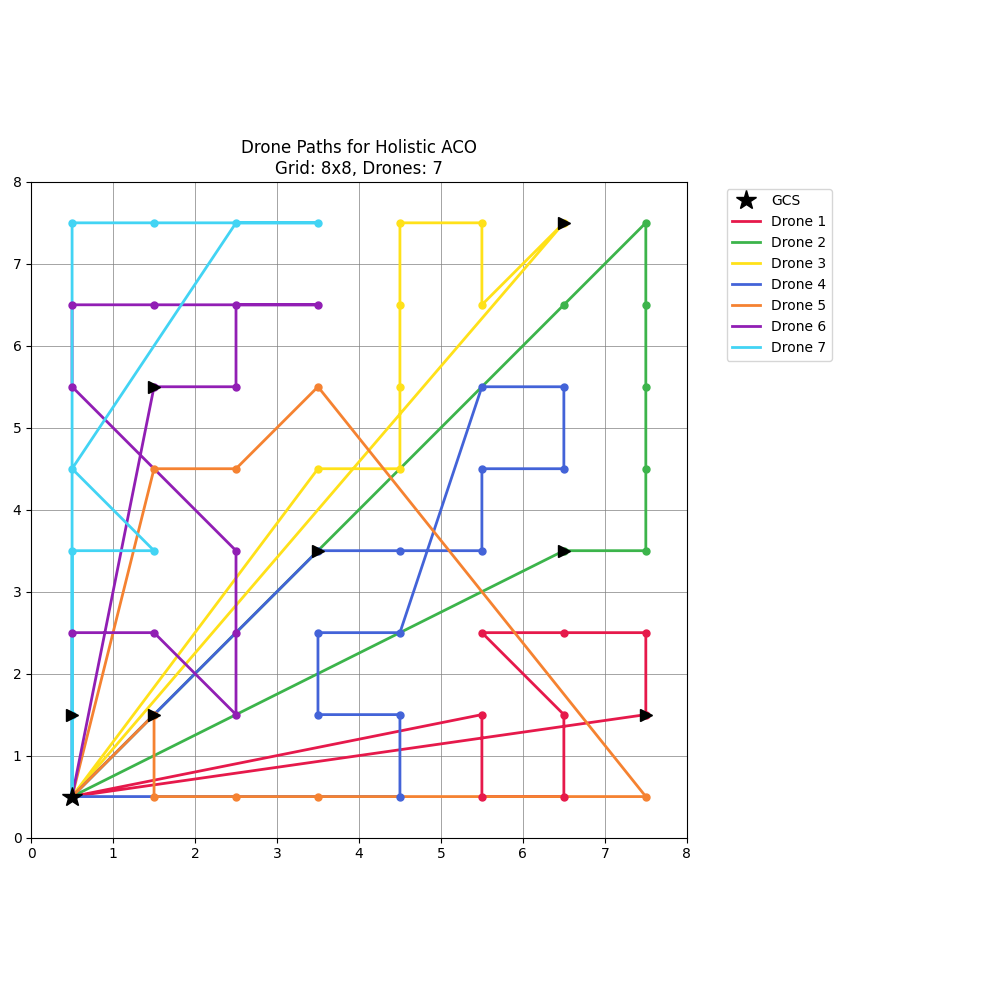 Drone Paths for Holistic ACO
Grid: 8x8, Drones: 7
8
7
6
5
4
3
2
1
0
0 1 2 3 4 5 6 7 8
GCS
Drone 1
Drone 2
Drone 3
Drone 4
Drone 5
Drone 6
Drone 7